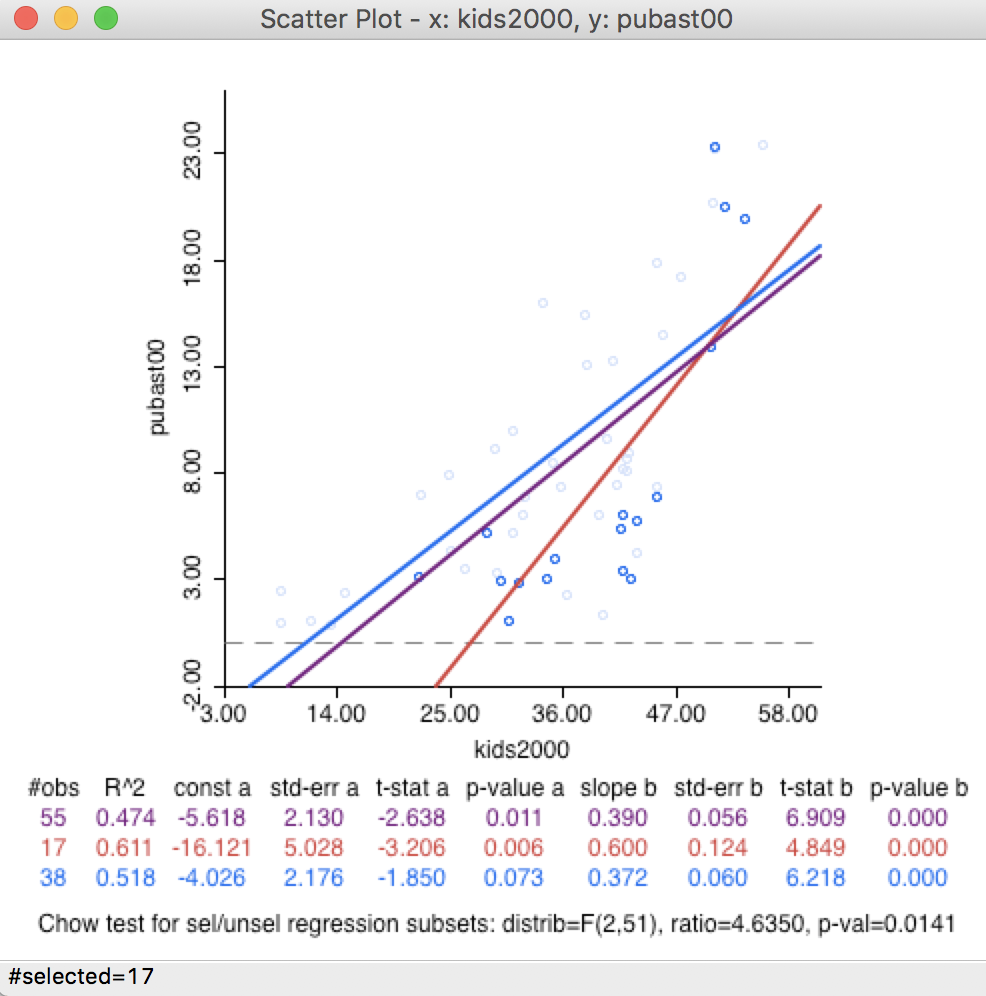 Scatter Plot - x: kids2000, y: pubast00
23.00
18.00
13.00
8.00
3.00
-2.00
pubast00
3.00 14.00 25.00 36.00 47.00 58.00
kids2000
#obs R^2 const a std-err a t-stat a p-value a slope b std-err b t-stat b p-value b
55 0.474 -5.618 2.130 -2.638 0.011 0.390 0.056 6.909 0.000
17 0.611 -16.121 5.028 -3.206 0.006 0.600 0.124 4.849 0.000
38 0.518 -4.026 2.176 -1.850 0.073 0.372 0.060 6.218 0.000
Chow test for sel/unsel regression subsets: distrib=F(2,51), ratio=4.6350, p-val=0.0141
#selected=17